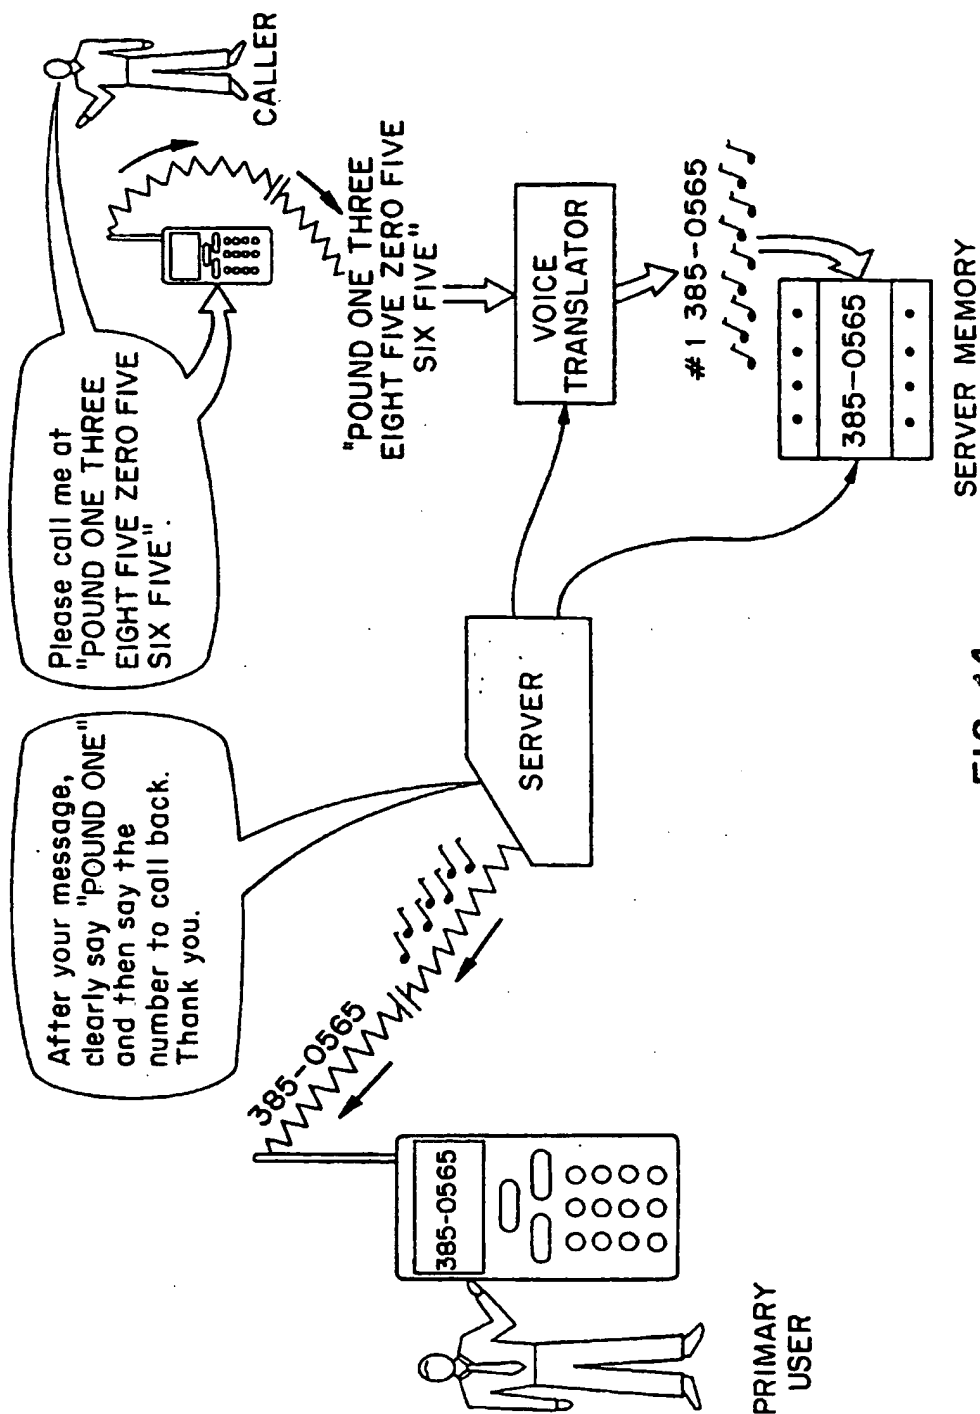 After your message,
clearly say "POUND ONE"
and then say the
number to call back.
Thank you.
Please call me at
"POUND ONE THREE
EIGHT FIVE ZERO FIVE
SIX FIVE".
CALLER
"POUND ONE THREE
EIGHT FIVE ZERO FIVE
SIX FIVE"
VOICE
TRANSLATOR
#1 385-0565
385-0565
SERVER MEMORY
SERVER
385-0565
385-0565
PRIMARY
USER